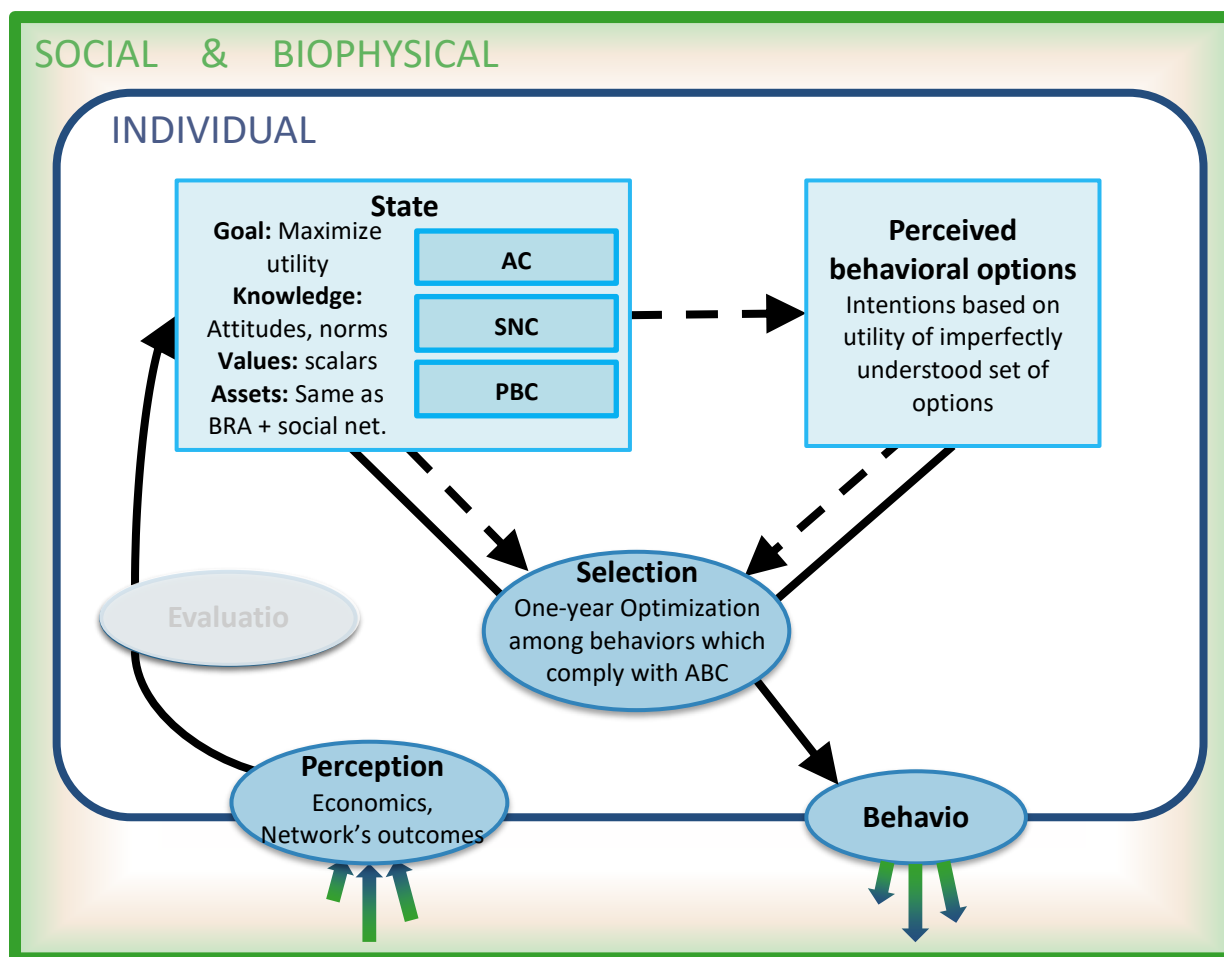 SOCIAL & BIOPHYSICAL
INDIVIDUAL
State
Goal: Maximize
utility
Knowledge:
Attitudes, norms
Values: scalars
Assets: Same as
BRA + social net.
AC
SNC
PBC
Perceived
behavioral options
Intentions based on
utility of imperfectly
understood set of
options
Evaluatio
Selection
One-year Optimization
among behaviors which
comply with ABC
Perception
Economics,
Network’s outcomes
Behavio